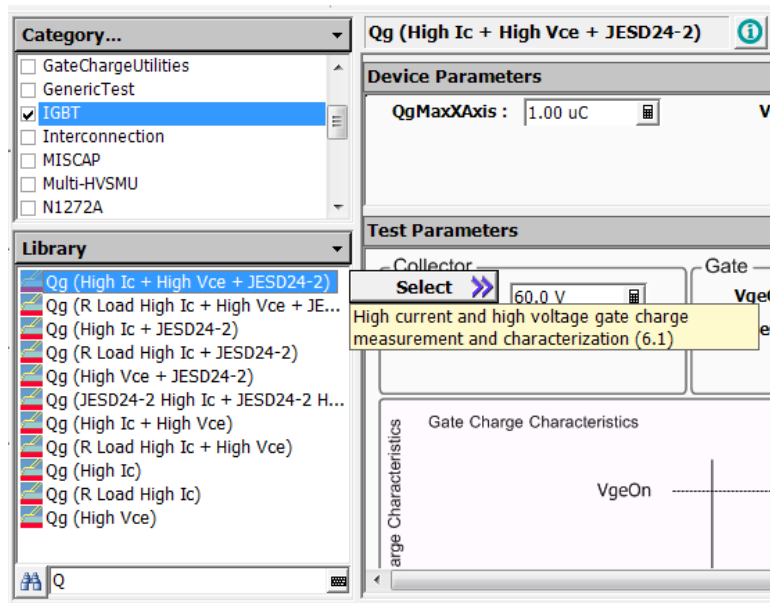 Category...
GateChargeUtilities
GenericTest
IGBT
Interconnection
MISCAP
Multi-HVSMU
N1272A
Library
Qg (High Ic + High Vce + JESD24-2)
Qg (R Load High Ic + High Vce + JE...
Qg (High Ic + JESD24-2)
Qg (R Load High Ic + JESD24-2)
Qg (High Vce + JESD24-2)
Qg (JESD24-2 High Ic + JESD24-2 H...
Qg (High Ic + High Vce)
Qg (R Load High Ic + High Vce)
Qg (High Ic)
Qg (R Load High Ic)
Qg (High Vce)
Q
Qg (High Ic + High Vce + JESD24-2)
Device Parameters
QgMaxXAxis : 1.00 uC V
Test Parameters
Collector Gate
Select 60.0 V
High current and high voltage gate charge
measurement and characterization (6.1)
Gate Charge Characteristics
VgeOn
arge Characteristics